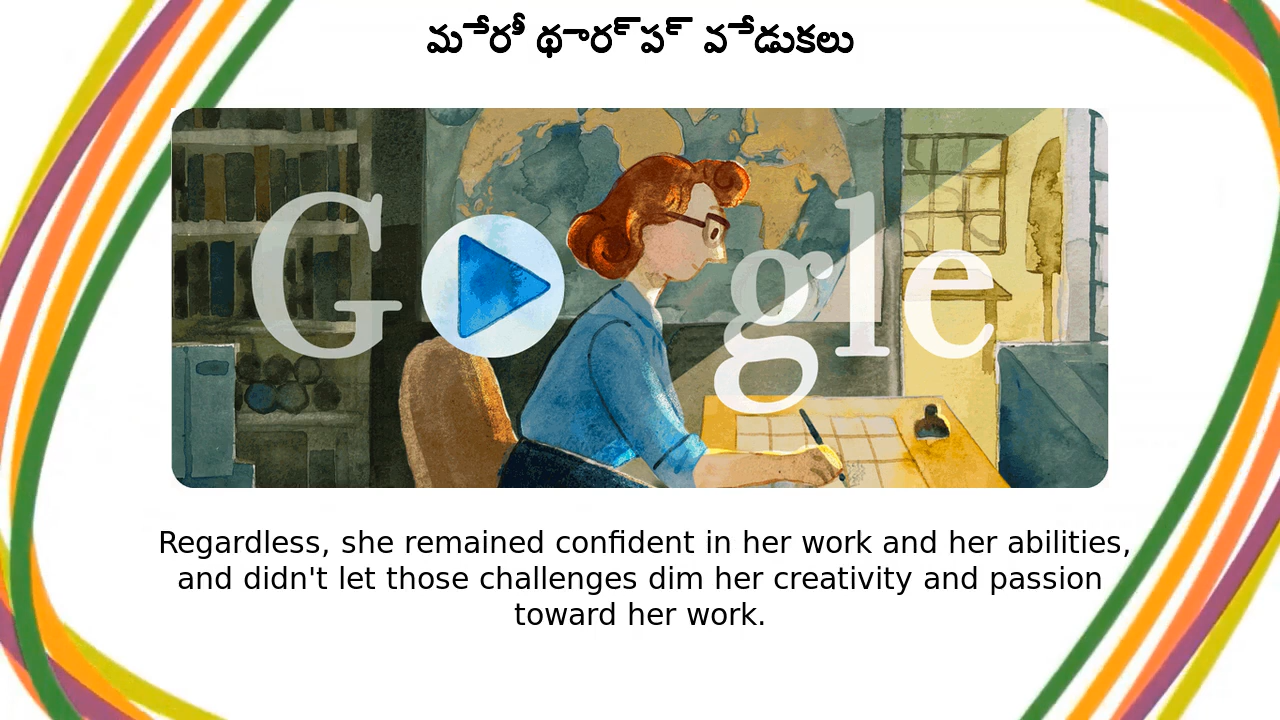 మేరీ థార్ప్ వేడుకలు
Google
Regardless, she remained confident in her work and her abilities,
and didn't let those challenges dim her creativity and passion
toward her work.